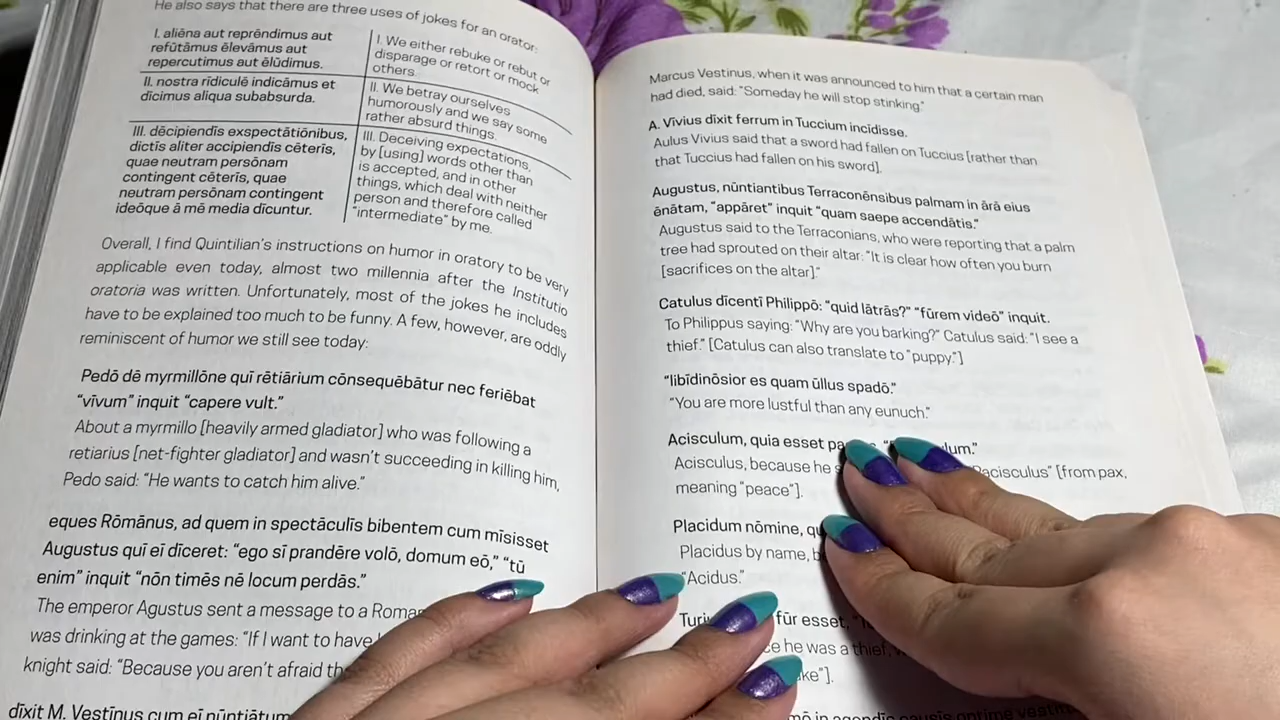 He also says that there are three uses of jokes for an orator:
I. aliēna aut reprēndimus aut
refūtāmus ēlevāmus aut
repercutimus aut ēlūdimus.
I. We either rebuke or rebut or
disparage or retort or mock
others.
II. nostra rīdiculē indicāmus et
dīcimus aliqua subabsurda.
II. We betray ourselves
humorously and we say some
rather absurd things.
III. dēcipiendīs exspectātiōnibus,
dictīs aliter accipiendīs cēterīs,
quae neutram persōnam
contingent cēterīs, quae
neutram persōnam contingent
ideōque ā mē media dīcuntur.
III. Deceiving expectations,
by [using] words other than
is accepted, and in other
things, which deal with neither
person and therefore called
"intermediate" by me.
Overall, I find Quintilian's instructions on humor in oratory to be very
applicable even today, almost two millennia after the Institutio
oratoria was written. Unfortunately, most of the jokes he includes
have to be explained too much to be funny. A few, however, are oddly
reminiscent of humor we still see today:
Pedō dē myrmillōne quī rētiārium cōnsequēbātur nec feriēbat
"vīvum" inquit "capere vult."
About a myrmillo [heavily armed gladiator] who was following a
retiarius [net-fighter gladiator] and wasn't succeeding in killing him,
Pedo said: "He wants to catch him alive."
eques Rōmānus, ad quem in spectāculīs bibentem cum mīsisset
Augustus quī eī dīceret: "ego sī prandēre volō, domum eō," "tū
enim" inquit "nōn timēs nē locum perdās."
The emperor Agustus sent a message to a
was drinking at the games: "If I want to have
knight said: "Because you aren't afraid
dīxit M. Vestīnus cum eī nūntiātum
Marcus Vestinus, when it was announced to him that a certain man
had died, said: "Someday he will stop stinking."
A. Vīvius dīxit ferrum in Tuccium incīdisse.
Aulus Vivius said that a sword had fallen on Tuccius [rather than
that Tuccius had fallen on his sword].
Augustus, nūntiantibus Terracōnēnsibus palmam in ārā eius
ēnātam, "appāret" inquit "quam saepe accendātis."
Augustus said to the Terraconians, who were reporting that a palm
tree had sprouted on their altar: "It is clear how often you burn
[sacrifices on the altar]."
Catulus dīcentī Philippō: "quid lātrās?" "fūrem videō" inquit.
To Philippus saying: "Why are you barking?" Catulus said: "I see a
thief." [Catulus can also translate to "puppy."]
"libīdinōsior es quam ūllus spadō."
"You are more lustful than any eunuch."
Acisculum, quia esset
Acisculus, because he "Pacisculus" [from pax,
meaning "peace"].
Placidum nōmine,
Placidus by name,
"Acidus."
fūr esset,
he was a thief,
in agendīs causīs optimē